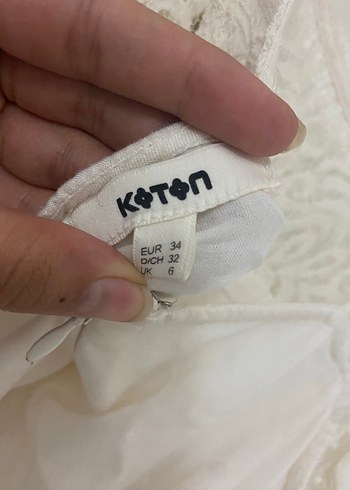 KOTON
EUR 34
D/CH 32
UK 6